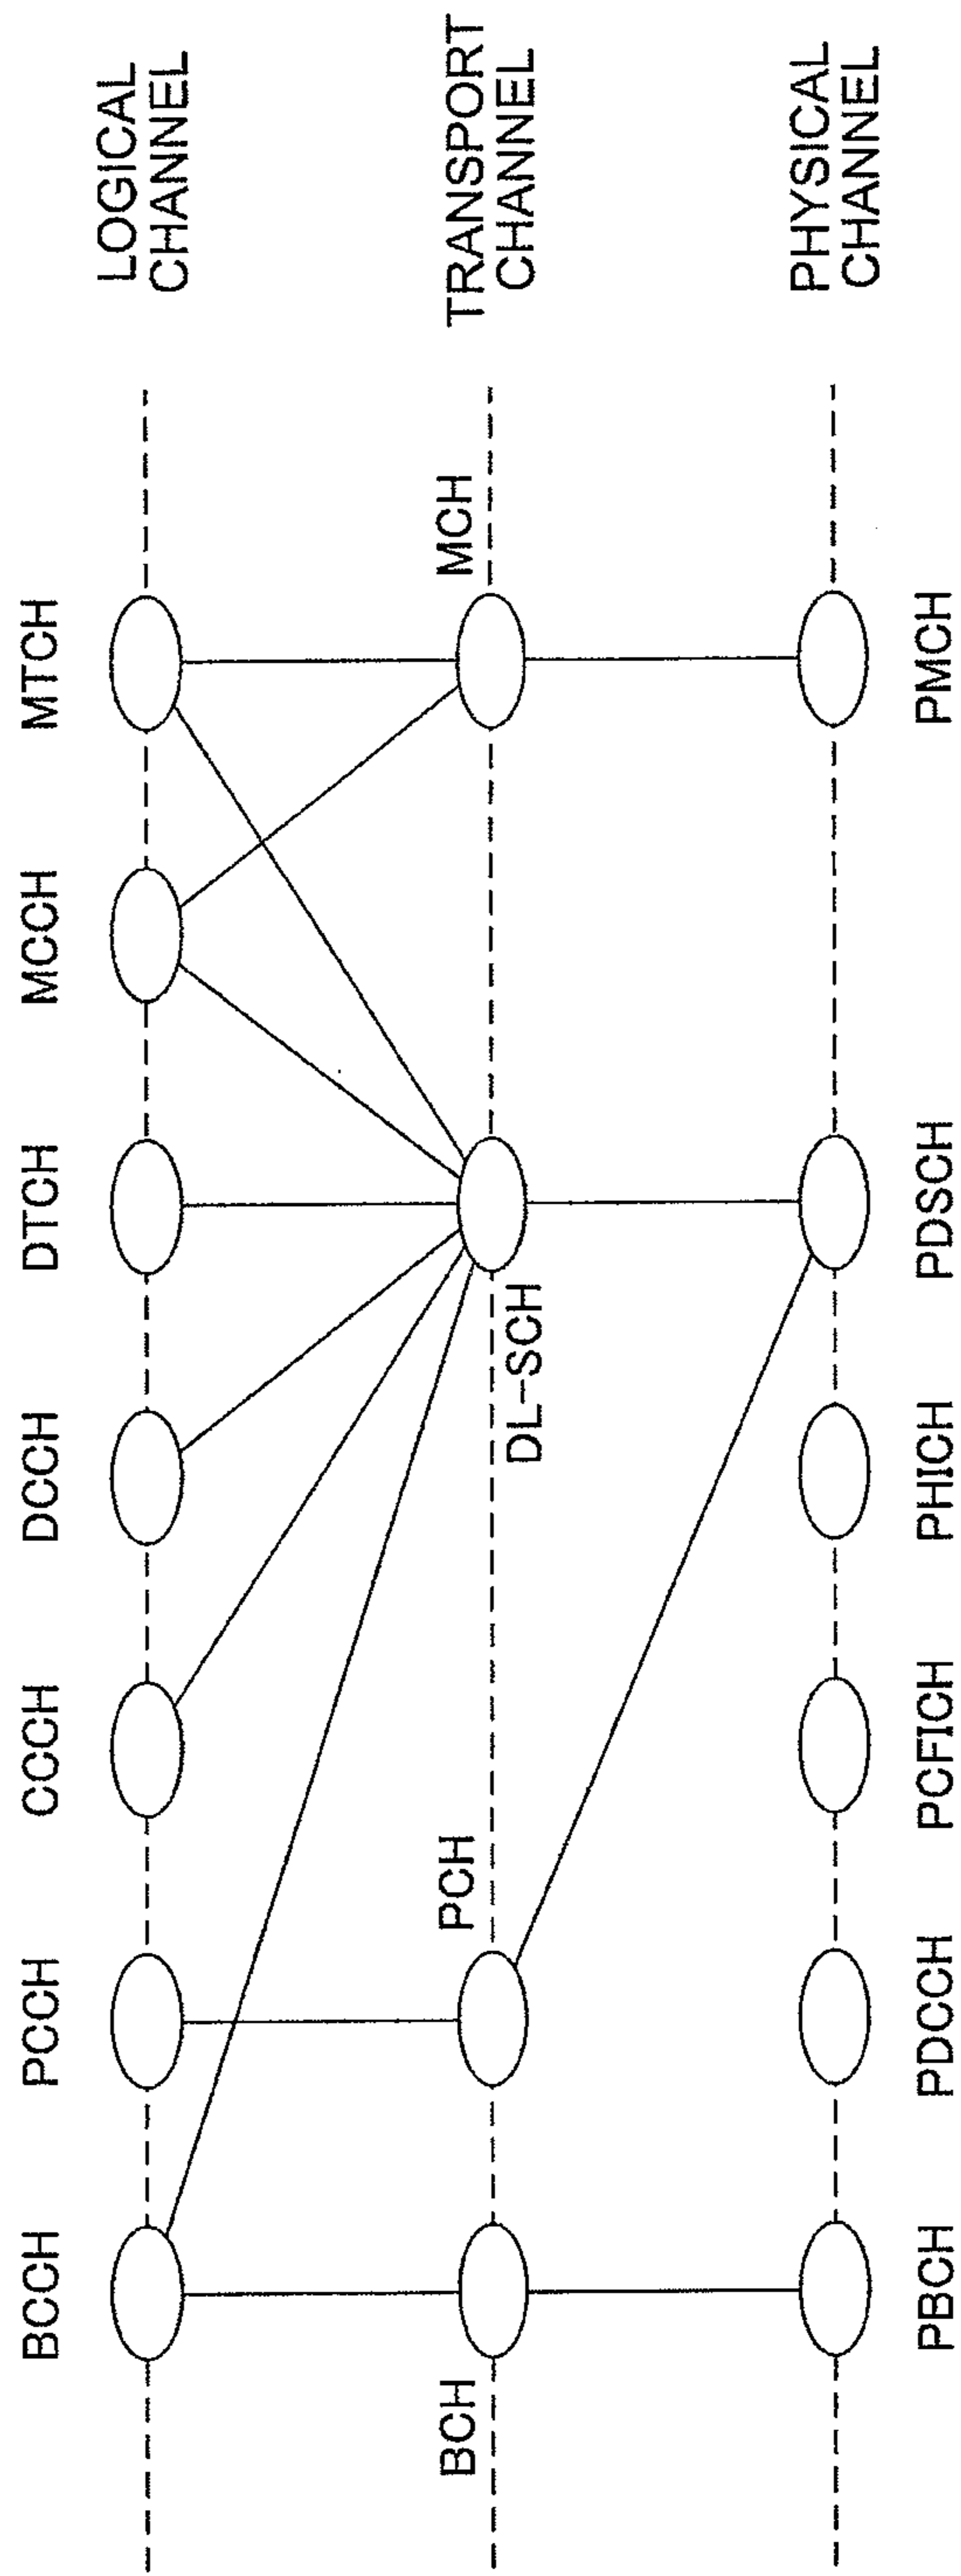 BCCH
PCCH
CCCH
DCCH
DTCH
MCCH
MTCH
LOGICAL
CHANNEL
BCH
PCH
DL-SCH
MCH
TRANSPORT
CHANNEL
PBCH
PDCCH
PCFICH
PHICH
PDSCH
PMCH
PHYSICAL
CHANNEL